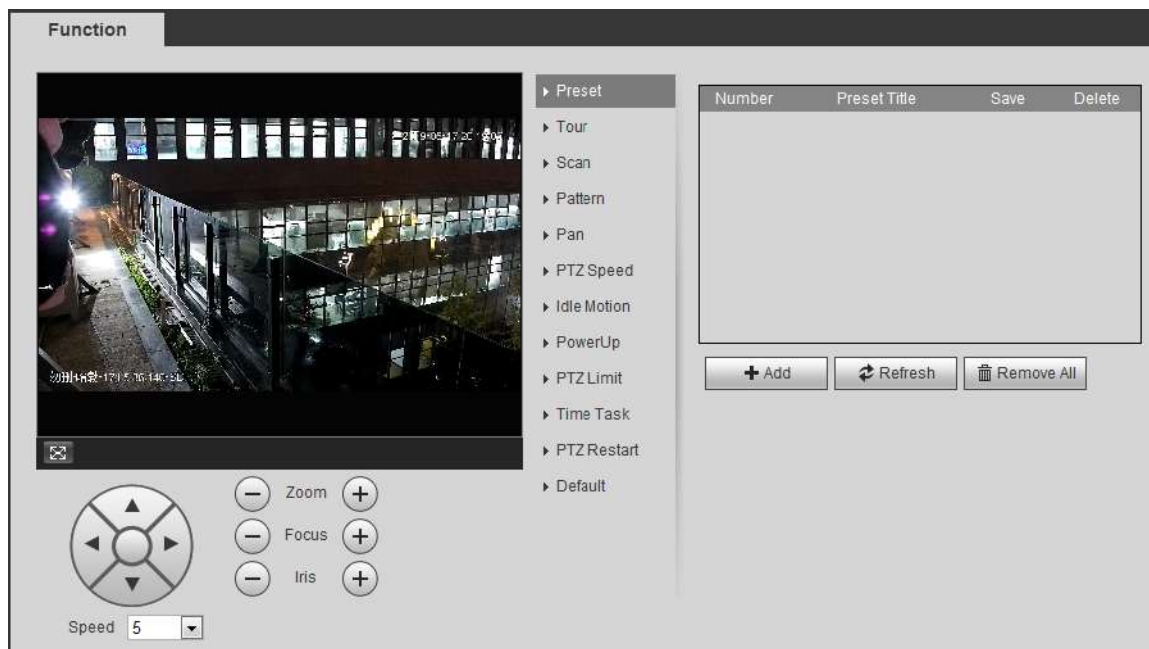 Function
Preset
Tour
Scan
Pattern
Pan
PTZ Speed
Idle Motion
PowerUp
PTZ Limit
Time Task
PTZ Restart
Default
Number Preset Title Save Delete
Add Refresh Remove All
Zoom
Focus
Iris
Speed 5